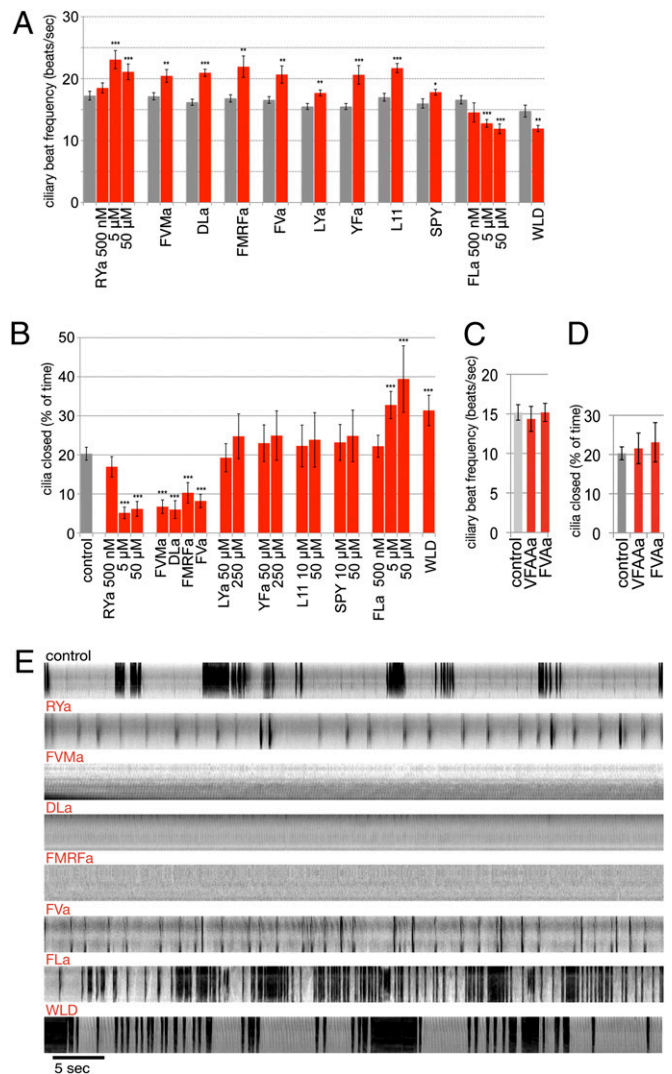 A
ciliary beat frequency (beats/sec)
30
20
10
0
*** *** ** *** ** ** ** *** *** * *** *** **
RYa 500 nM
5 µM
50 µM
FVMa
DLa
FMRFa
FVa
LYa
YFa
L11
SPY
FLa 500 nM
5 µM
50 µM
WLD
B
cilia closed (% of time)
50
40
30
20
10
0
*** *** *** *** *** *** *** *** ***
control
RYa 500 nM
5 µM
50 µM
FVMa
DLa
FMRFa
FVa
LYa 50 µM
250 µM
YFa 50 µM
250 µM
L11 10 µM
50 µM
SPY 10 µM
50 µM
FLa 500 nM
5 µM
50 µM
WLD
C
ciliary beat frequency (beats/sec)
20
15
10
5
0
control
VFAAa
FVAa
D
cilia closed (% of time)
30
20
10
0
control
VFAAa
FVAa
E
control
RYa
FVMa
DLa
FMRFa
FVa
FLa
WLD
5 sec